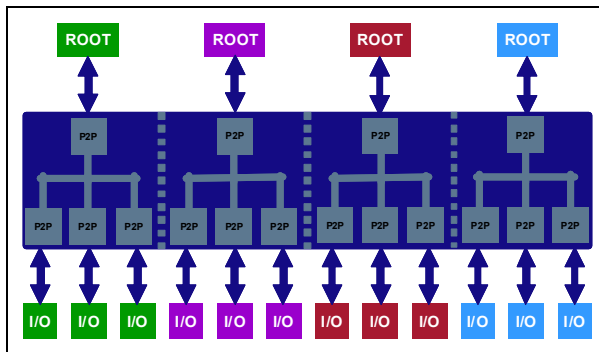 ROOT ROOT ROOT ROOT
P2P P2P P2P P2P
P2P P2P P2P P2P P2P P2P P2P P2P P2P P2P P2P P2P
I/O I/O I/O I/O I/O I/O I/O I/O I/O I/O I/O I/O